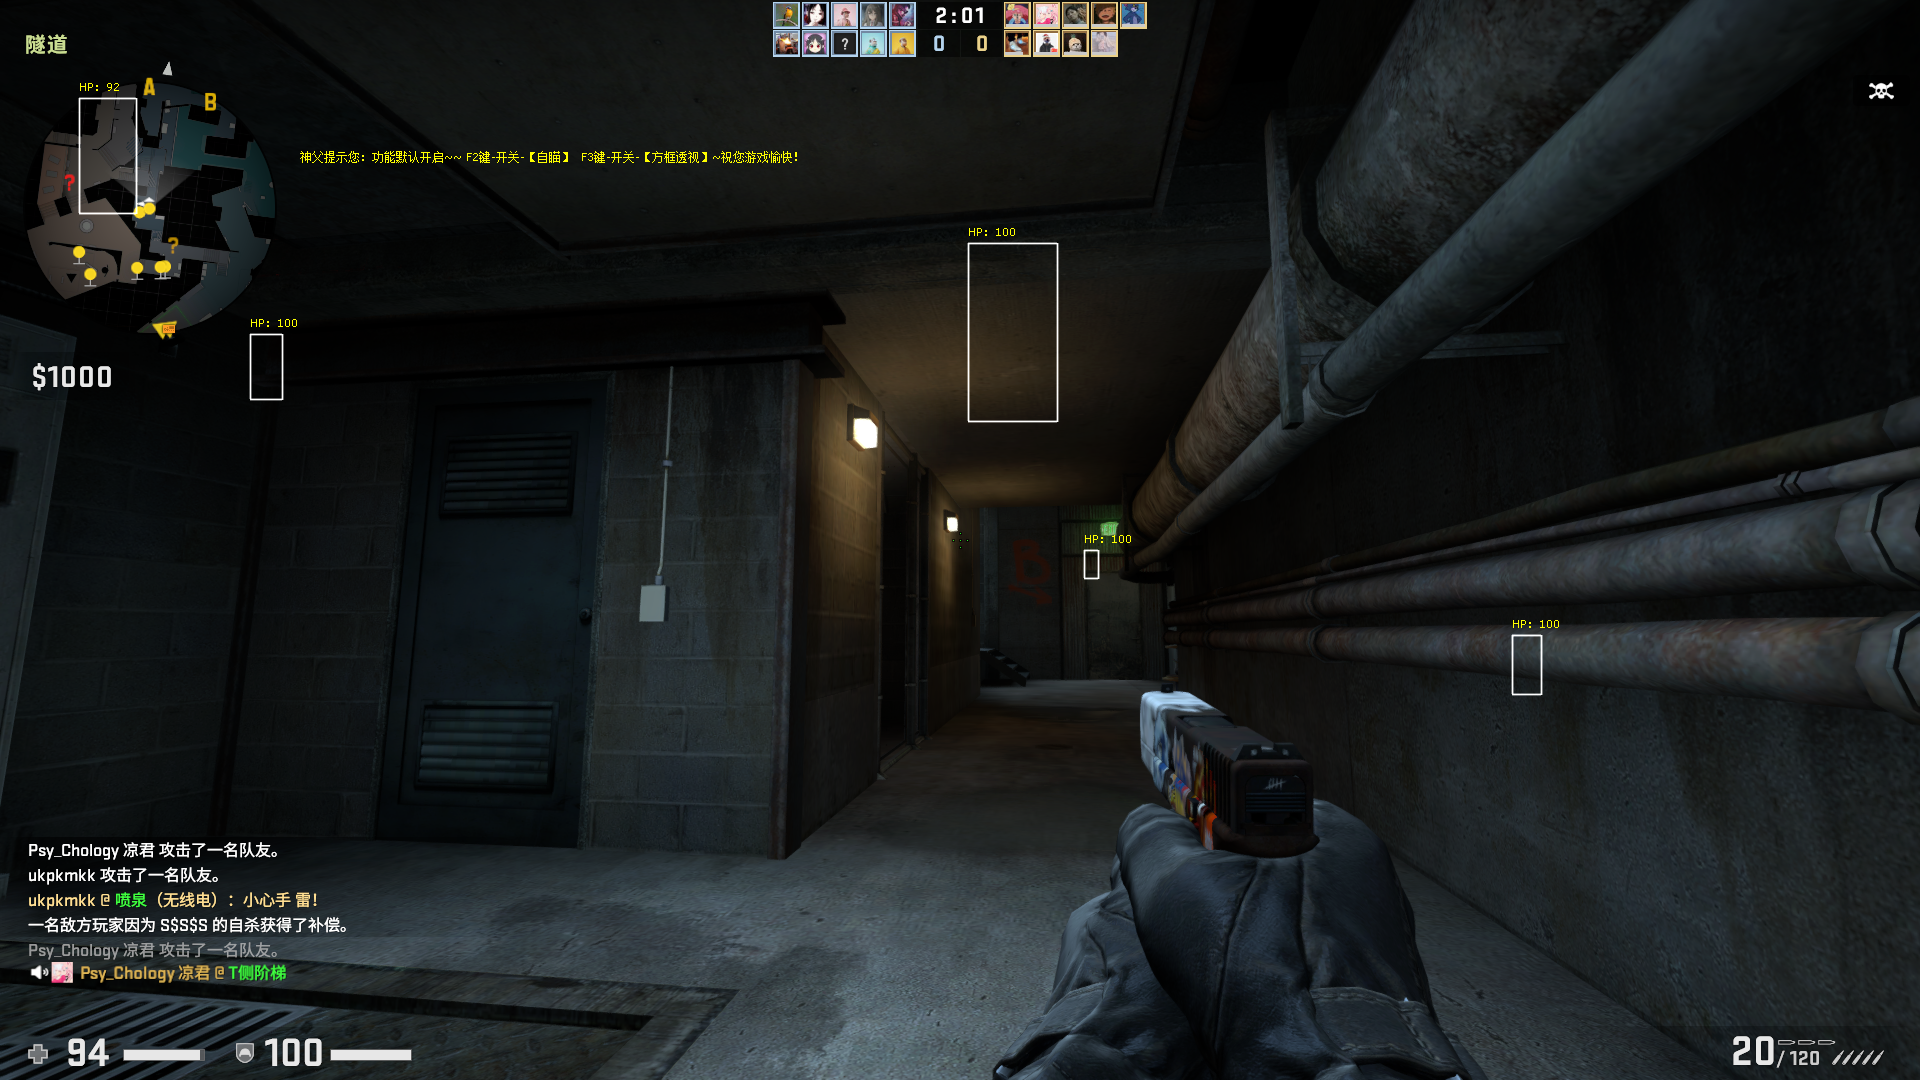 2:01
0 0
?
隧道
HP: 92
A
B
神父提示您: 功能默认开启~~ F2键-开关-【自瞄】 F3键-开关-【方框透视】~祝您游戏愉快!
?
?
HP: 100
HP: 100
$1000
HP: 100
HP: 100
B
Psy_Chology 凉君 攻击了一名队友。
ukpkmkk 攻击了一名队友。
ukpkmkk @ 喷泉（无线电）：小心手 雷!
一名敌方玩家因为 S$S$S 的自杀获得了补偿。
Psy_Chology 凉君 攻击了一名队友。
Psy_Chology 凉君 @ T侧阶梯
94 100
20/120